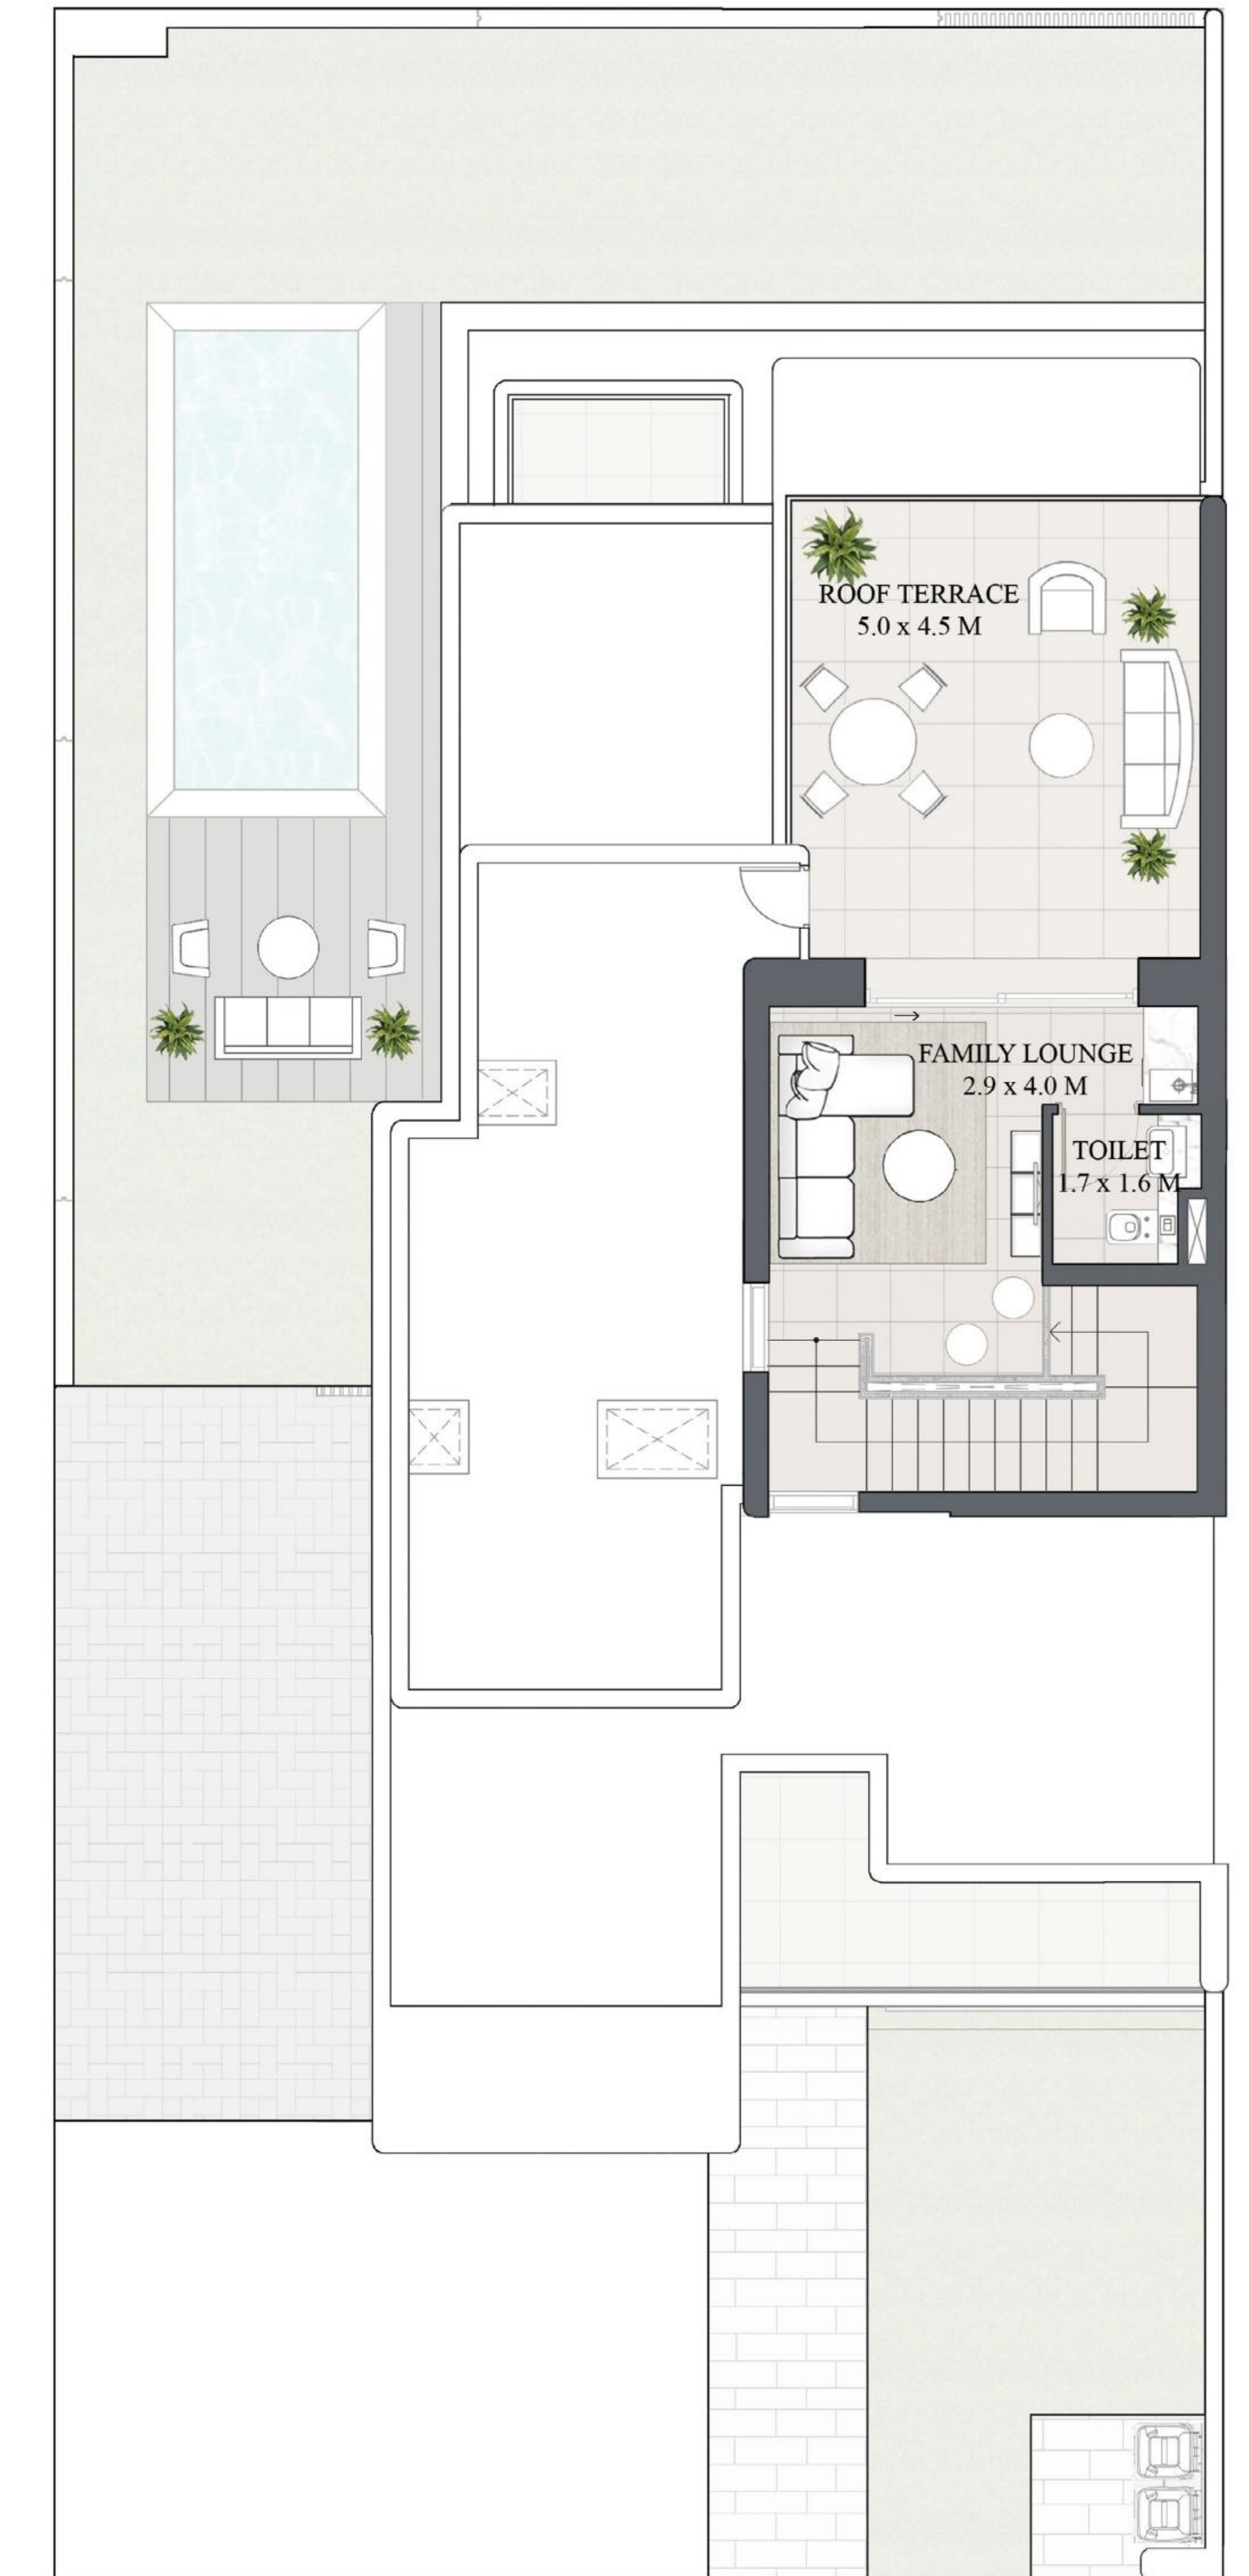 ROOF TERRACE
5.0 x 4.5 M
FAMILY LOUNGE
2.9 x 4.0 M
TOILET
1.7 x 1.6 M